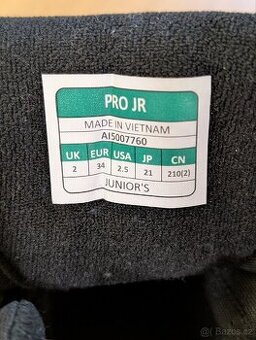 PRO JR
MADE IN VIETNAM
AI5007760
UK EUR USA JP CN
2 34 2.5 21 210(2)
JUNIOR'S
Bazoš.cz